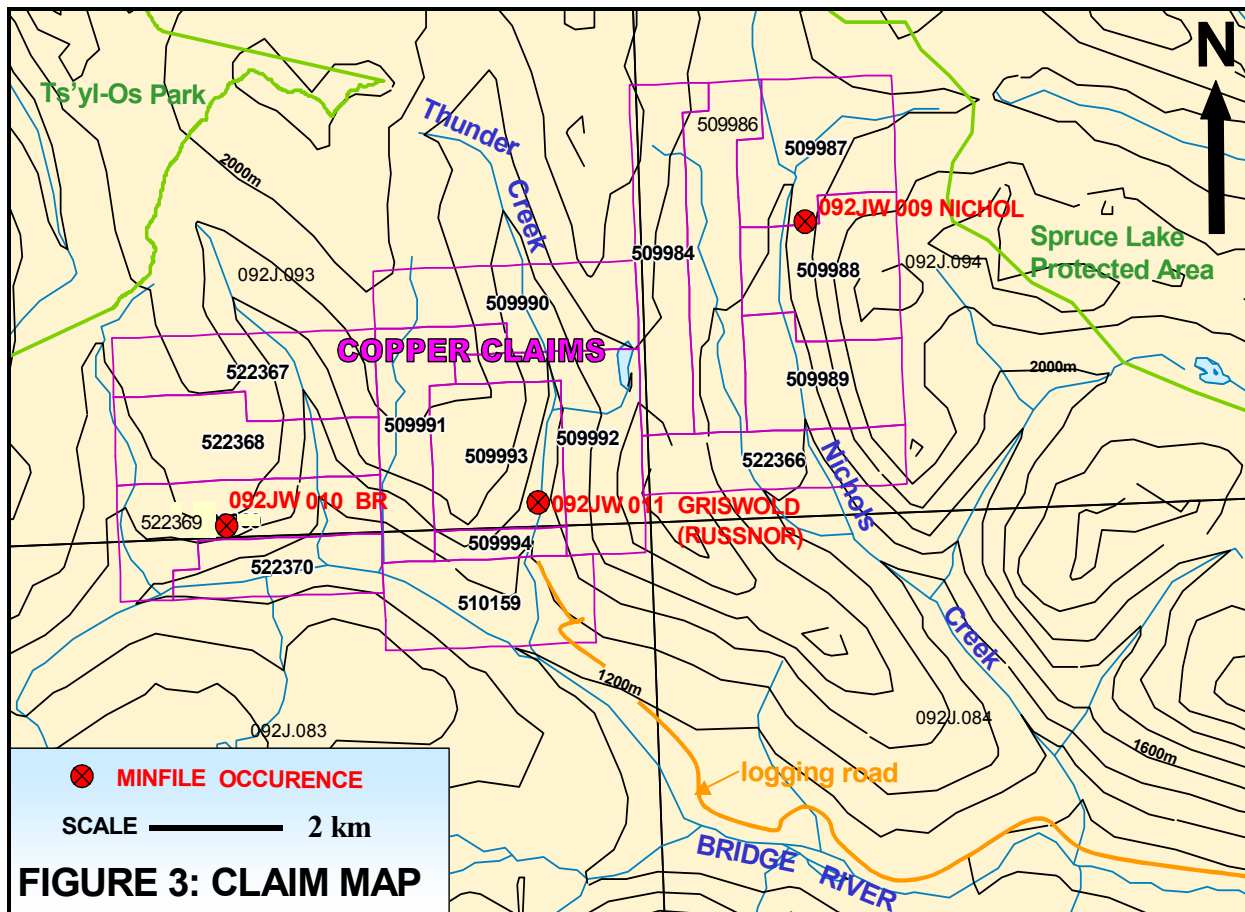 N
Ts'yl-Os Park
Thunder
Creek
2000m
509986
509987
092JW 009 NICHOL
Spruce Lake
Protected Area
509984
509988
092J.094
092J.093
509990
COPPER CLAIMS
522367
509989
2000m
509991
509992
522368
509993
522366
Nichols
Creek
092JW 010 BR
522369
092JW 011 GRISWOLD
(RUSSNOR)
509994
522370
510159
1200m
092J.083
092J.084
1600m
logging road
BRIDGE RIVER
MINFILE OCCURENCE
SCALE 2 km
FIGURE 3: CLAIM MAP